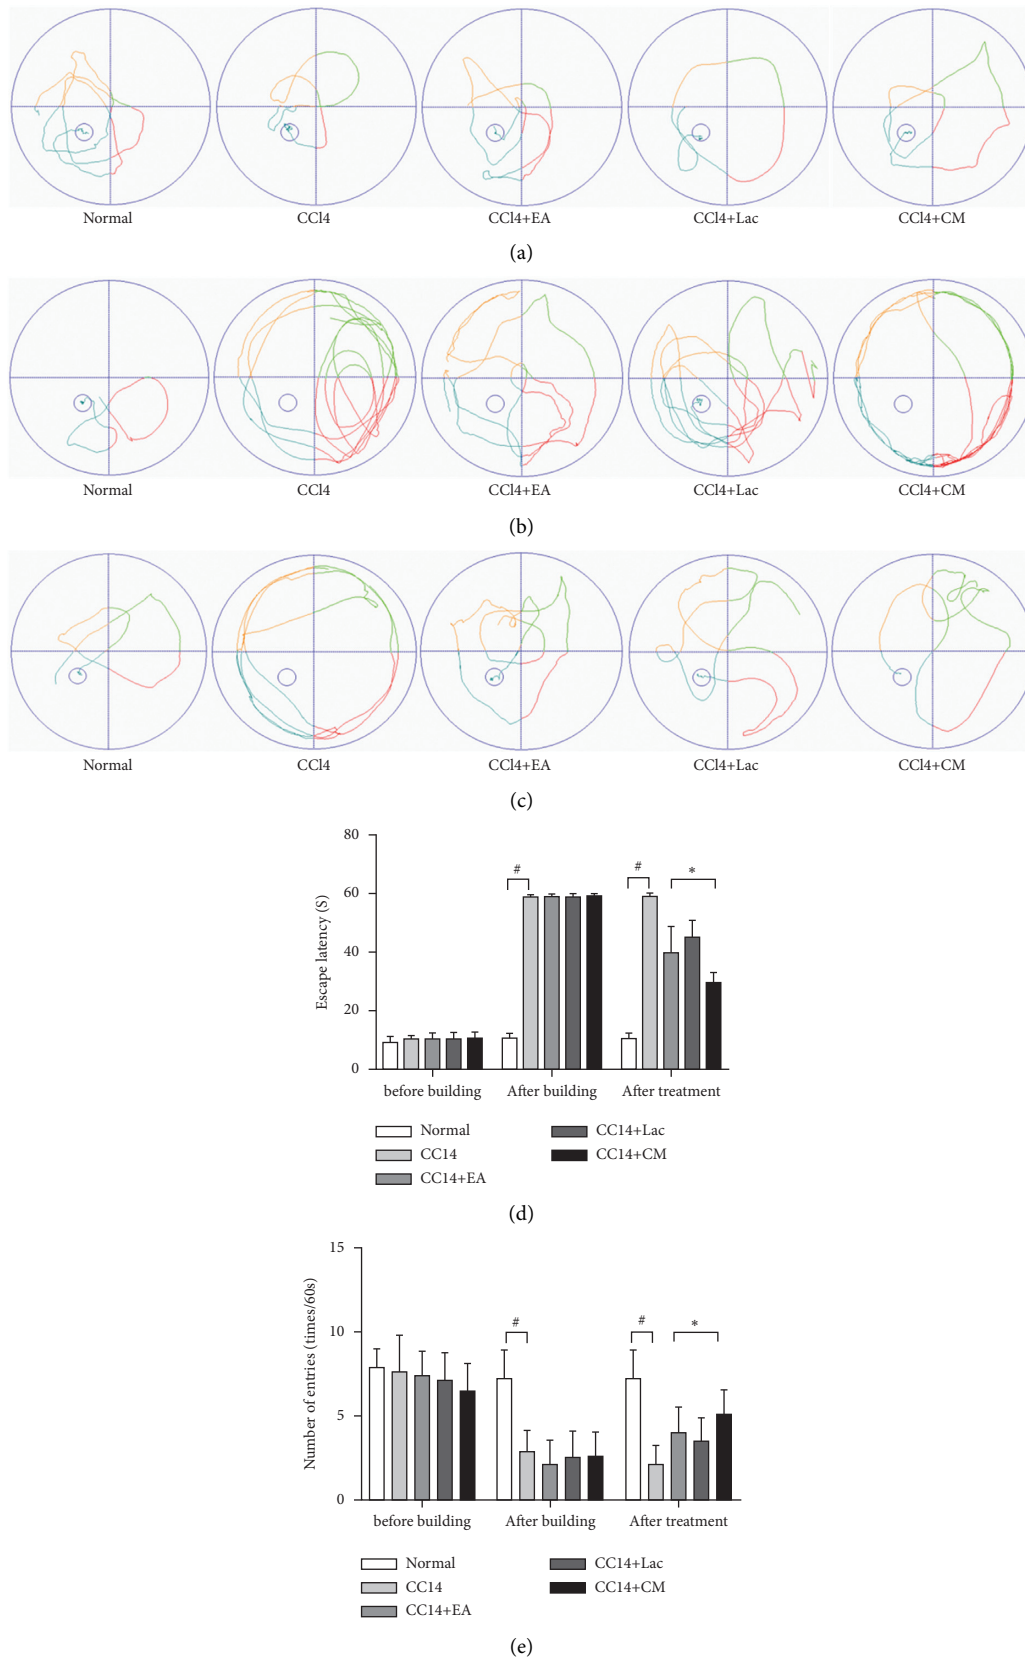 Normal
CCl4
CCl4+EA
CCl4+Lac
CCl4+CM
(a)
Normal
CCl4
CCl4+EA
CCl4+Lac
CCl4+CM
(b)
Normal
CCl4
CCl4+EA
CCl4+Lac
CCl4+CM
(c)
Escape latency (S)
80
60
40
20
0
#
#
*
before building
After building
After treatment
Normal
CC14
CC14+EA
CC14+Lac
CC14+CM
(d)
Number of entries (times/60s)
15
10
5
0
#
#
*
before building
After building
After treatment
Normal
CC14
CC14+EA
CC14+Lac
CC14+CM
(e)